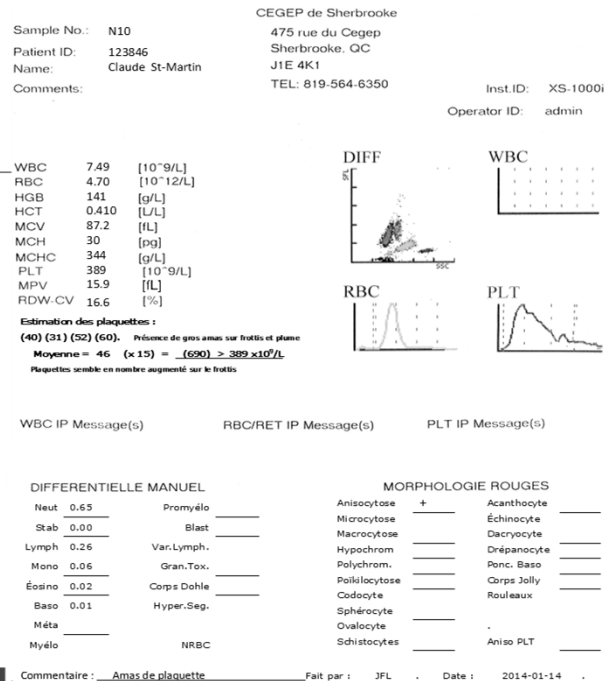 CEGEP de Sherbrooke
475 rue du Cegep
Sherbrooke, QC
J1E 4K1
TEL: 819-564-6350
Sample No.: N10
Patient ID: 123846
Name: Claude St-Martin
Comments:
Inst.ID: XS-1000i
Operator ID: admin
WBC 7.49 [10^9/L]
RBC 4.70 [10^12/L]
HGB 141 [g/L]
HCT 0.410 [L/L]
MCV 87.2 [fL]
MCH 30 [pg]
MCHC 344 [g/L]
PLT 389 [10^9/L]
MPV 15.9 [fL]
RDW-CV 16.6 [%]
DIFF
SFL
SSC
WBC
RBC
PLT
Estimation des plaquettes :
(40) (31) (52) (60). Présence de gros amas sur frottis et plume
Moyenne = 46 (x 15) = (690) > 389 x10⁹/L
Plaquettes semble en nombre augmenté sur le frottis
WBC IP Message(s) RBC/RET IP Message(s) PLT IP Message(s)
DIFFERENTIELLE MANUEL
Neut 0.65 Promyélo
Stab 0.00 Blast
Lymph 0.26 Var.Lymph.
Mono 0.06 Gran.Tox.
Éosino 0.02 Corps Dohle
Baso 0.01 Hyper.Seg.
Méta
Myélo NRBC
MORPHOLOGIE ROUGES
Anisocytose + Acanthocyte
Microcytose Échinocyte
Macrocytose Dacryocyte
Hypochrom Drépanocyte
Polychrom. Ponc. Baso
Poïkilocytose Corps Jolly
Codocyte Rouleaux
Sphérocyte
Ovalocyte .
Schistocytes Aniso PLT
Commentaire : Amas de plaquette Fait par : JFL . Date : 2014-01-14 .